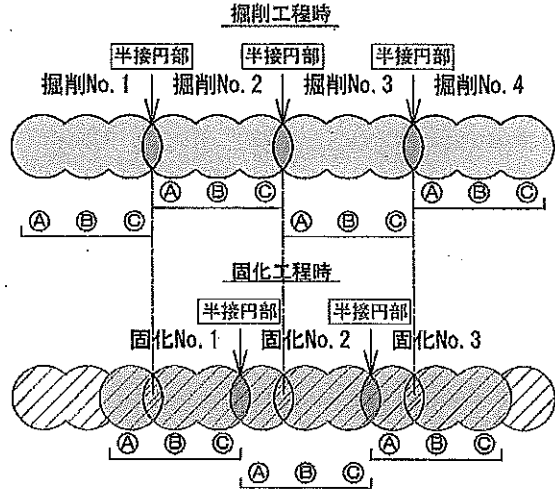 掘削工程時
半接円部 半接円部 半接円部
掘削No.1 掘削No.2 掘削No.3 掘削No.4
Ⓐ Ⓑ Ⓒ Ⓐ Ⓑ Ⓒ
Ⓐ Ⓑ Ⓒ Ⓐ Ⓑ Ⓒ
固化工程時
半接円部 半接円部
固化No.1 固化No.2 固化No.3
Ⓐ Ⓑ Ⓒ Ⓐ Ⓑ Ⓒ
Ⓐ Ⓑ Ⓒ